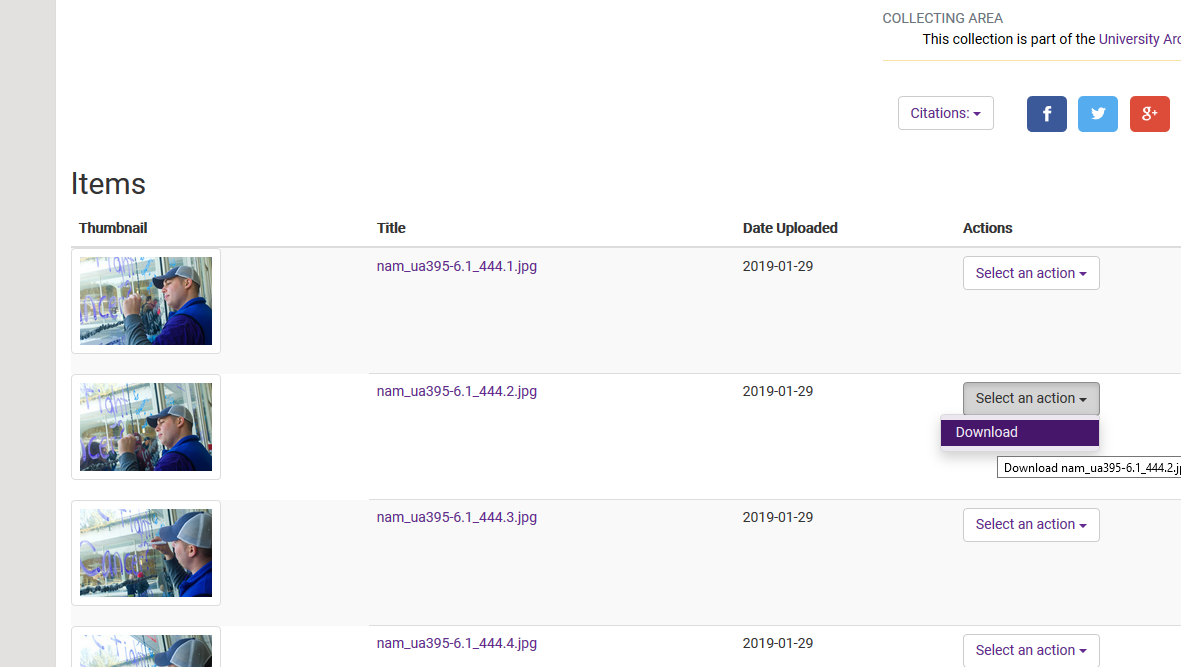 COLLECTING AREA
This collection is part of the University Arc
Citations:
f
g+
Items
Thumbnail Title Date Uploaded Actions
nam_ua395-6.1_444.1.jpg 2019-01-29 Select an action
nam_ua395-6.1_444.2.jpg 2019-01-29 Select an action
Download
Download nam_ua395-6.1_444.2.j
nam_ua395-6.1_444.3.jpg 2019-01-29 Select an action
nam_ua395-6.1_444.4.jpg 2019-01-29 Select an action